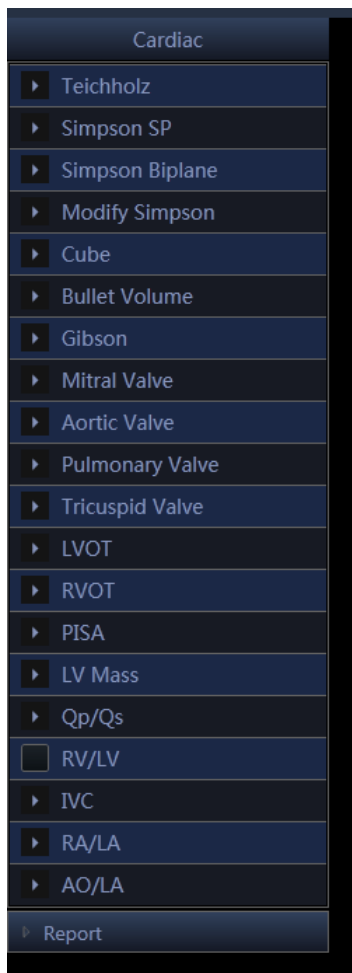 Cardiac
Teichholz
Simpson SP
Simpson Biplane
Modify Simpson
Cube
Bullet Volume
Gibson
Mitral Valve
Aortic Valve
Pulmonary Valve
Tricuspid Valve
LVOT
RVOT
PISA
LV Mass
Qp/Qs
RV/LV
IVC
RA/LA
AO/LA
Report